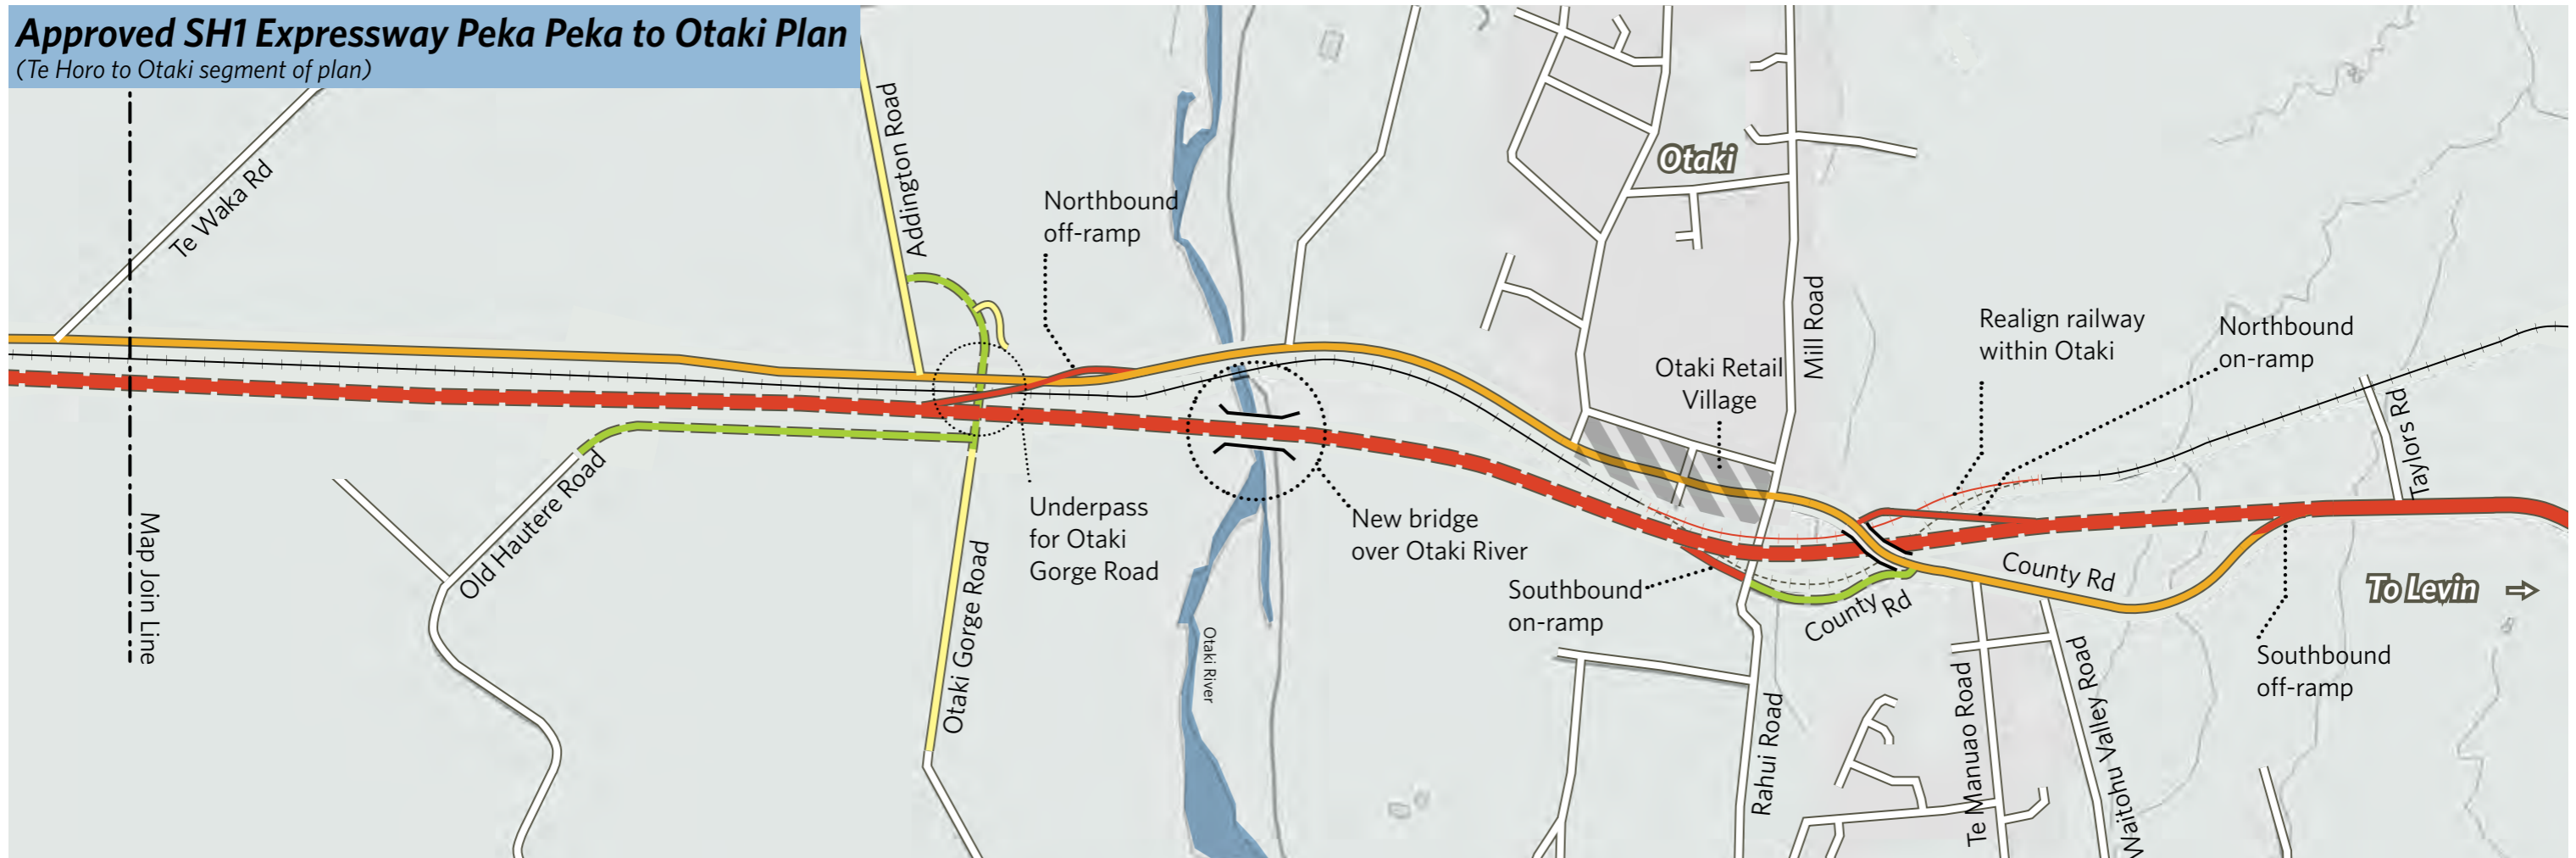 Approved SH1 Expressway Peka Peka to Otaki Plan
(Te Horo to Otaki segment of plan)
Te Waka Rd
Map Join Line
Old Hautere Road
Addington Road
Otaki Gorge Road
Northbound
off-ramp
Underpass
for Otaki
Gorge Road
Otaki River
New bridge
over Otaki River
Otaki
Otaki Retail
Village
Mill Road
Southbound
on-ramp
Rahui Road
County Rd
Realign railway
within Otaki
Northbound
on-ramp
County Rd
Te Manuao Road
Waitohu Valley Road
Taylors Rd
To Levin
Southbound
off-ramp